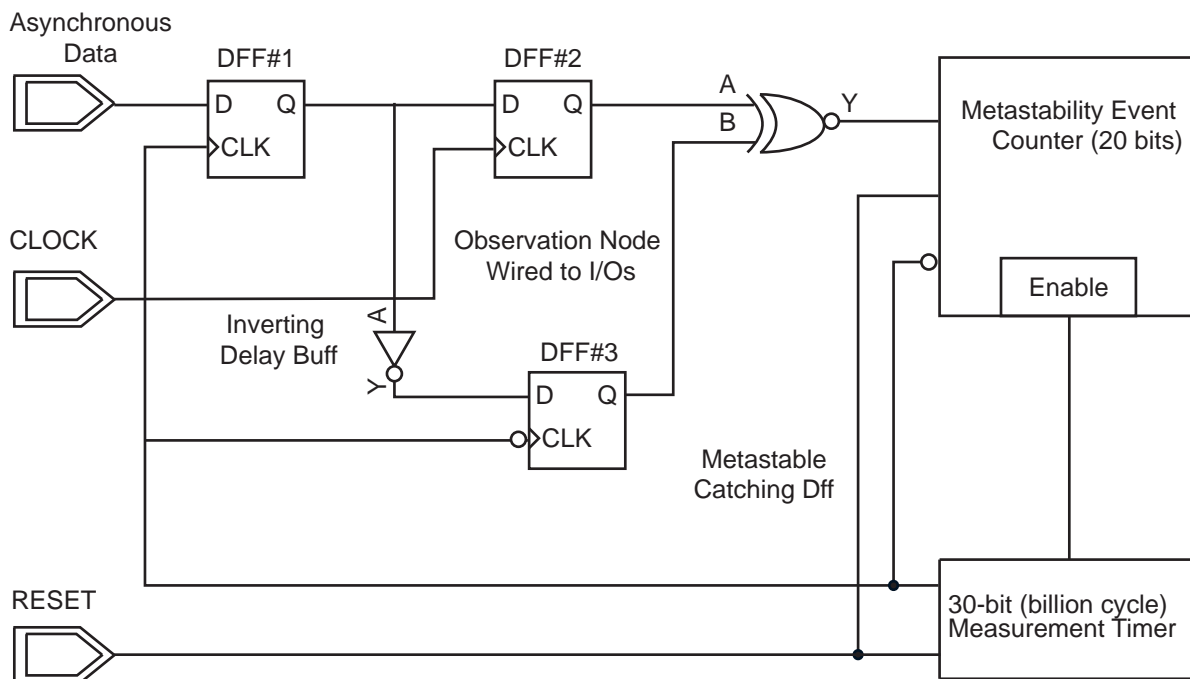 Asynchronous
Data
DFF#1
DFF#2
D
Q
CLK
D
Q
CLK
A
B
Y
Metastability Event
Counter (20 bits)
CLOCK
Observation Node
Wired to I/Os
Enable
Inverting
Delay Buff
A
Y
DFF#3
D
Q
CLK
Metastable
Catching Dff
RESET
30-bit (billion cycle)
Measurement Timer